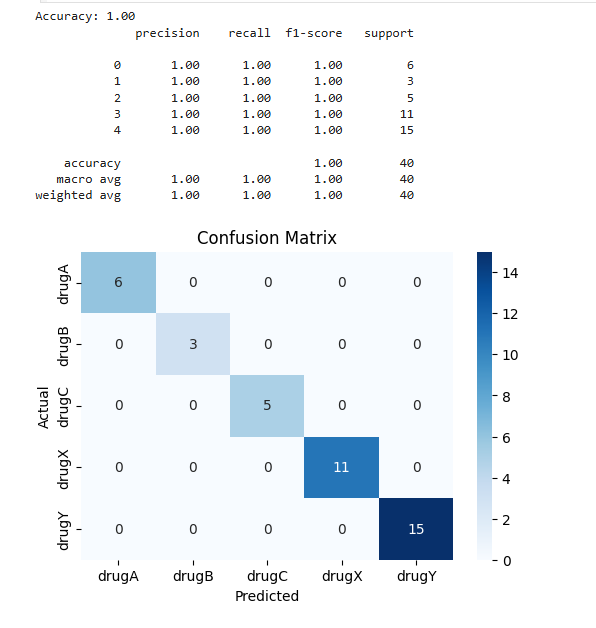 Accuracy: 1.00
precision recall f1-score support
0 1.00 1.00 1.00 6
1 1.00 1.00 1.00 3
2 1.00 1.00 1.00 5
3 1.00 1.00 1.00 11
4 1.00 1.00 1.00 15
accuracy 1.00 40
macro avg 1.00 1.00 1.00 40
weighted avg 1.00 1.00 1.00 40
Confusion Matrix
drugA 6 0 0 0 0
drugB 0 3 0 0 0
drugC 0 0 5 0 0
drugX 0 0 0 11 0
drugY 0 0 0 0 15
Actual
drugA drugB drugC drugX drugY
Predicted
14
12
10
8
6
4
2
0